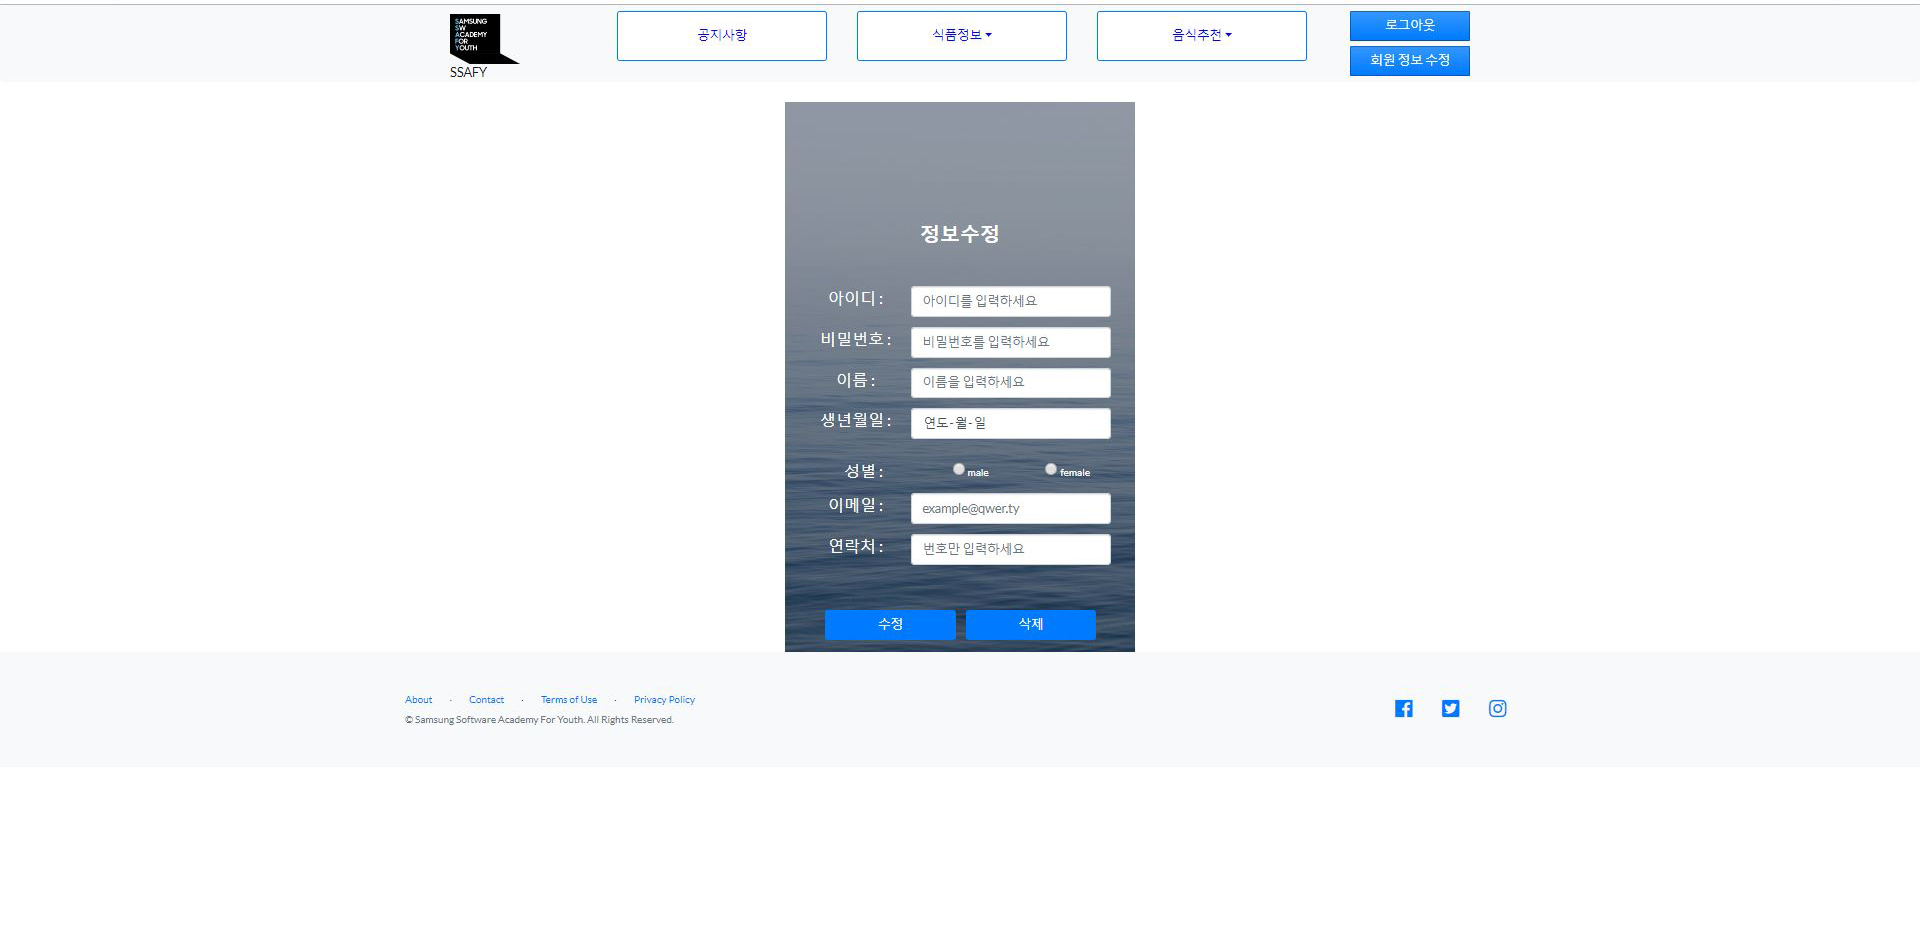 SAMSUNG
SW
ACADEMY
FOR
YOUTH
SSAFY
공지사항
식품정보
음식추천
로그아웃
회원 정보 수정
정보수정
아이디 : 아이디를 입력하세요
비밀번호 : 비밀번호를 입력하세요
이름 : 이름을 입력하세요
생년월일 : 연도-월-일
성별 : male female
이메일 : example@qwer.ty
연락처 : 번호만 입력하세요
수정 삭제
About · Contact · Terms of Use · Privacy Policy
© Samsung Software Academy For Youth. All Rights Reserved.